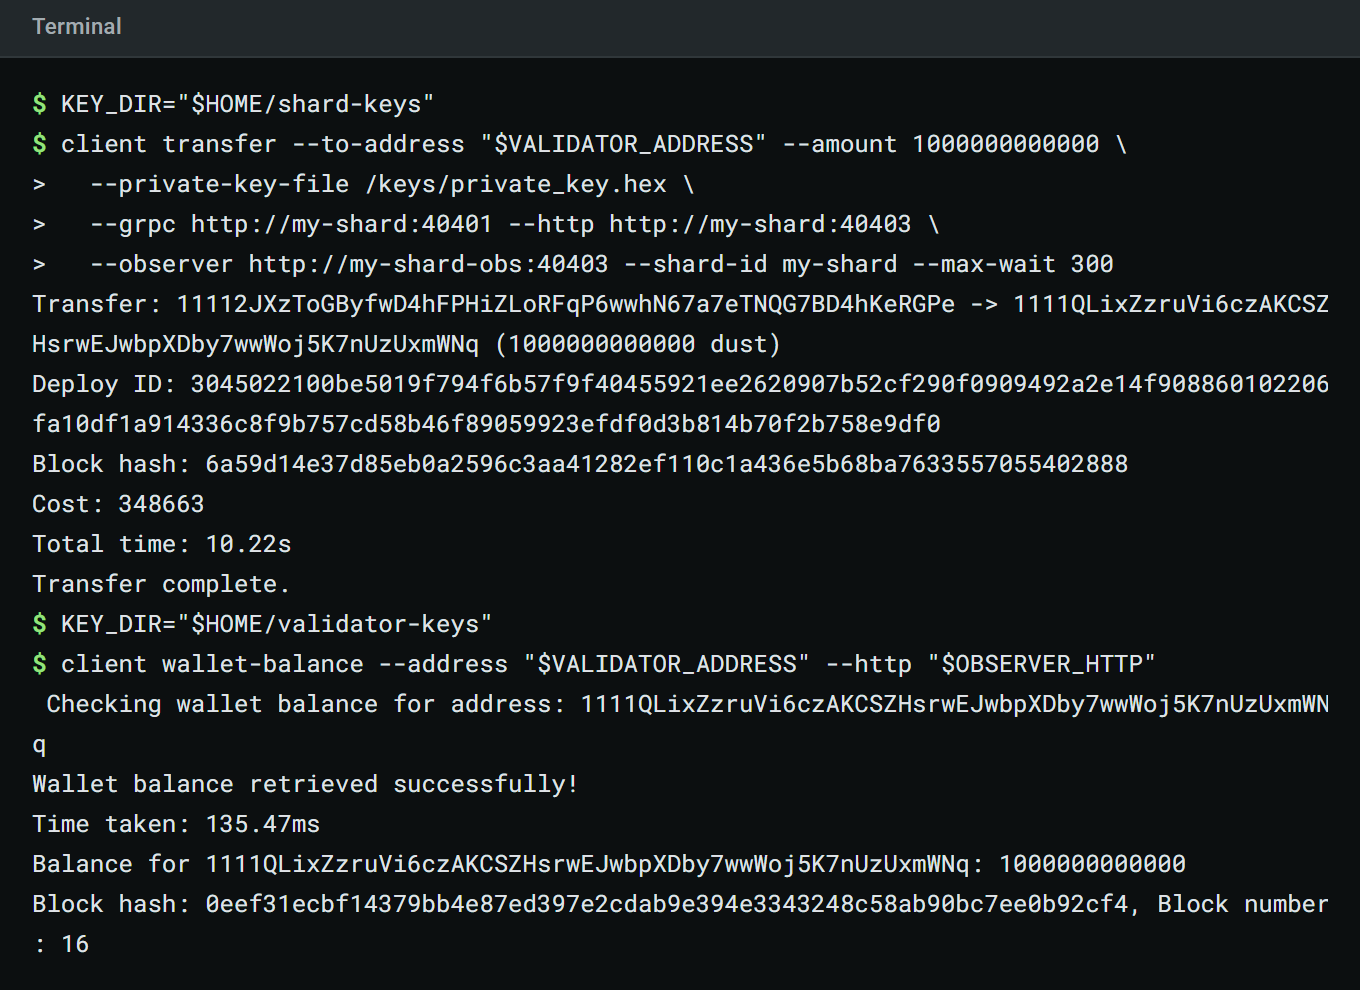 Terminal
$ KEY_DIR="$HOME/shard-keys"
$ client transfer --to-address "$VALIDATOR_ADDRESS" --amount 1000000000000 \
>   --private-key-file /keys/private_key.hex \
>   --grpc http://my-shard:40401 --http http://my-shard:40403 \
>   --observer http://my-shard-obs:40403 --shard-id my-shard --max-wait 300
Transfer: 11112JXzToGByfwD4hFPHiZLoRFqP6wwhN67a7eTNQG7BD4hKeRGPe -> 1111QLixZzruVi6czAKCSZ
HsrwEJwbpXDby7wwWoj5K7nUzUxmWNq (1000000000000 dust)
Deploy ID: 3045022100be5019f794f6b57f9f40455921ee2620907b52cf290f0909492a2e14f908860102206
fa10df1a914336c8f9b757cd58b46f89059923efdf0d3b814b70f2b758e9df0
Block hash: 6a59d14e37d85eb0a2596c3aa41282ef110c1a436e5b68ba7633557055402888
Cost: 348663
Total time: 10.22s
Transfer complete.
$ KEY_DIR="$HOME/validator-keys"
$ client wallet-balance --address "$VALIDATOR_ADDRESS" --http "$OBSERVER_HTTP"
 Checking wallet balance for address: 1111QLixZzruVi6czAKCSZHsrwEJwbpXDby7wwWoj5K7nUzUxmWN
q
Wallet balance retrieved successfully!
Time taken: 135.47ms
Balance for 1111QLixZzruVi6czAKCSZHsrwEJwbpXDby7wwWoj5K7nUzUxmWNq: 1000000000000
Block hash: 0eef31ecbf14379bb4e87ed397e2cdab9e394e3343248c58ab90bc7ee0b92cf4, Block number
: 16